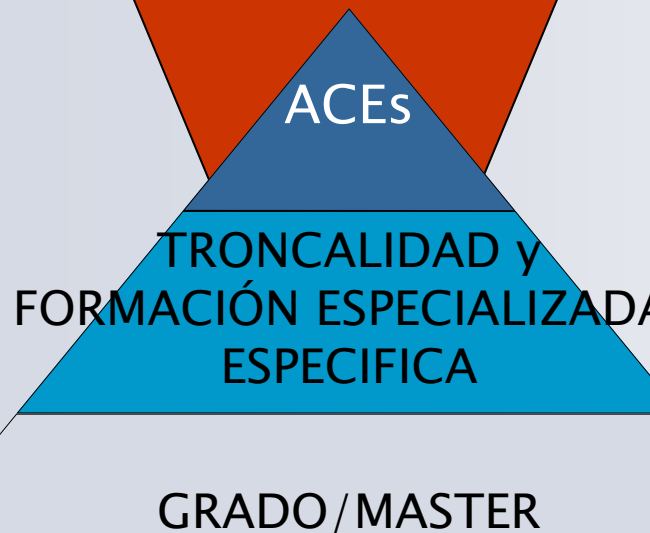 ACEs
TRONCALIDAD y
FORMACIÓN ESPECIALIZADA
ESPECIFICA
GRADO/MASTER